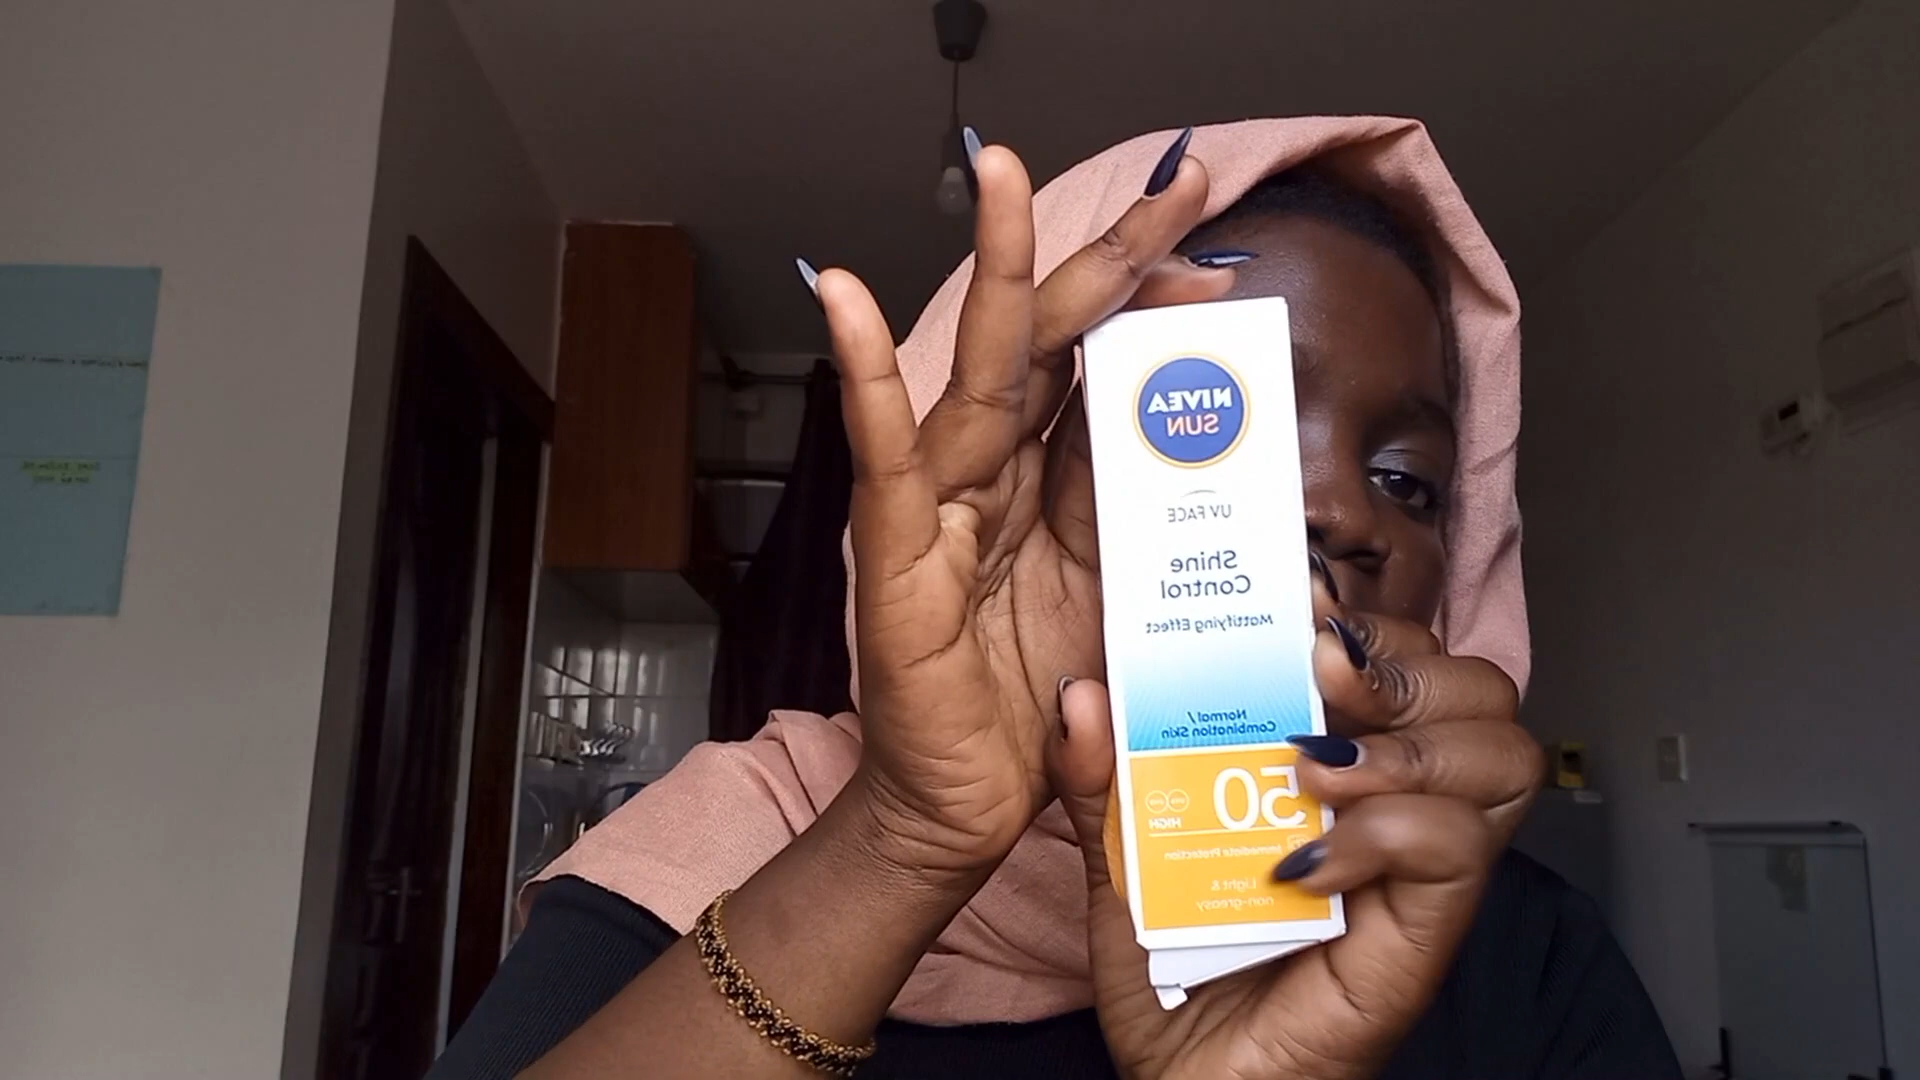 NIVEA
SUN
UV FACE
Shine
Control
Mattifying Effect
Normal/
Combination Skin
50
HIGH
Immediate Protection
Light &
non-greasy